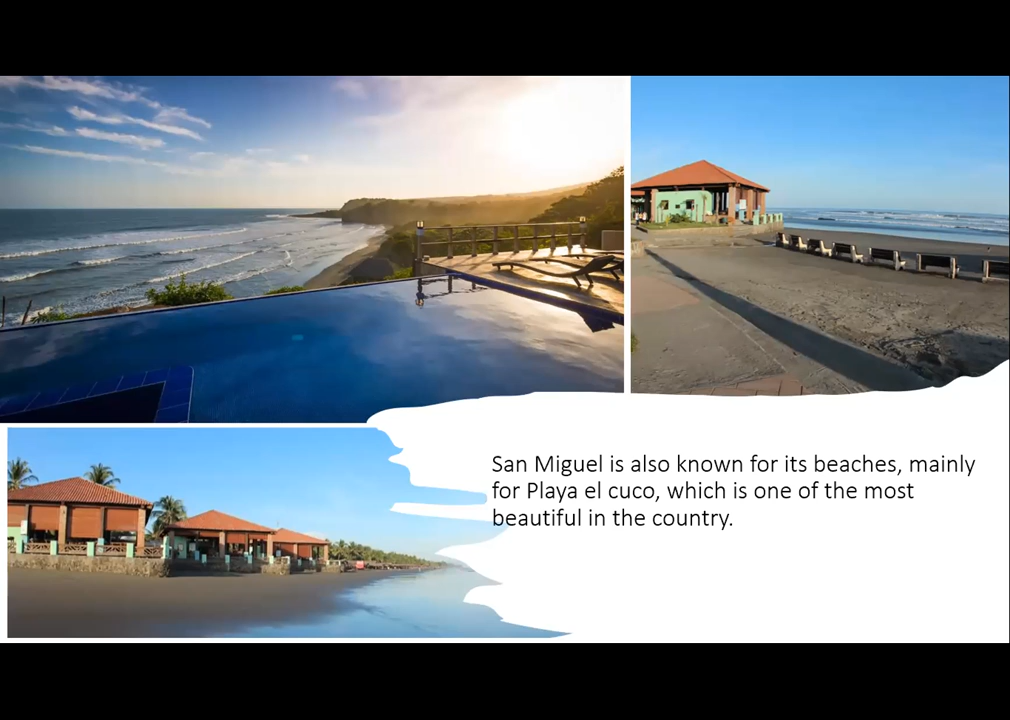 San Miguel is also known for its beaches, mainly
for Playa el cuco, which is one of the most
beautiful in the country.